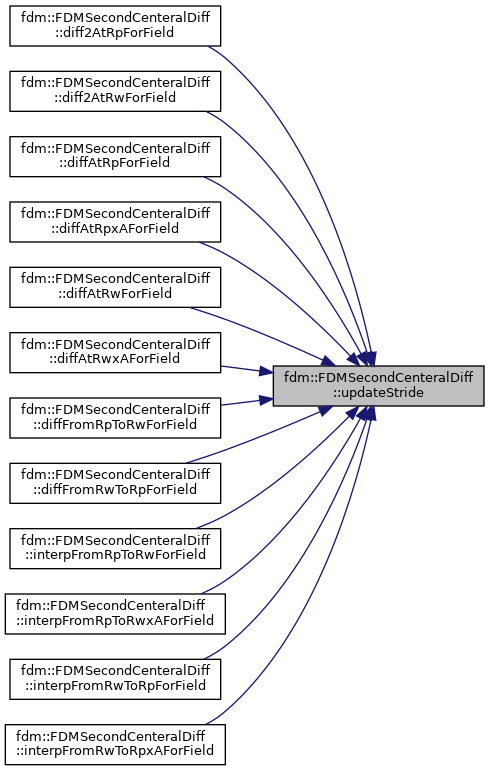 fdm::FDMSecondCenteralDiff
::diff2AtRpForField
fdm::FDMSecondCenteralDiff
::diff2AtRwForField
fdm::FDMSecondCenteralDiff
::diffAtRpForField
fdm::FDMSecondCenteralDiff
::diffAtRpxAForField
fdm::FDMSecondCenteralDiff
::diffAtRwForField
fdm::FDMSecondCenteralDiff
::diffAtRwxAForField
fdm::FDMSecondCenteralDiff
::diffFromRpToRwForField
fdm::FDMSecondCenteralDiff
::diffFromRwToRpForField
fdm::FDMSecondCenteralDiff
::interpFromRpToRwForField
fdm::FDMSecondCenteralDiff
::interpFromRpToRwxAForField
fdm::FDMSecondCenteralDiff
::interpFromRwToRpForField
fdm::FDMSecondCenteralDiff
::interpFromRwToRpxAForField
fdm::FDMSecondCenteralDiff
::updateStride